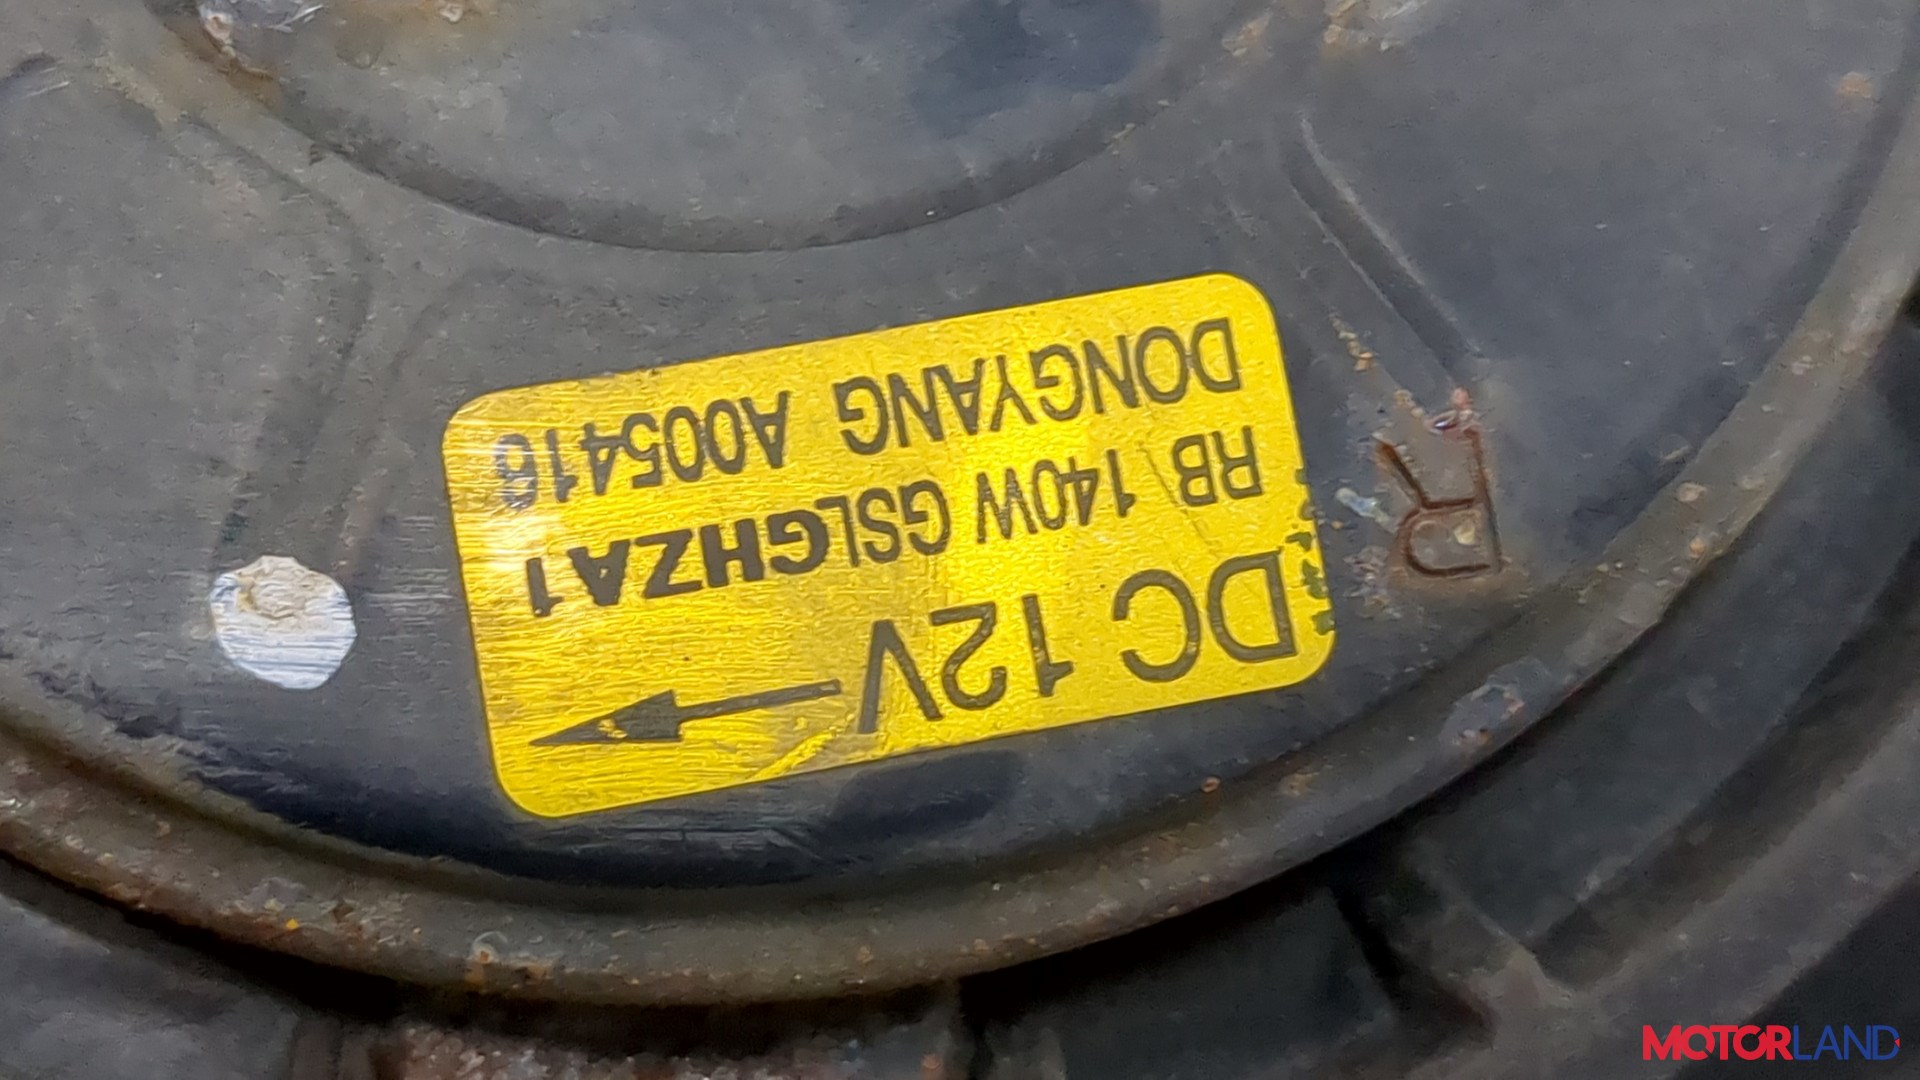 DC 12V
RB 140W GSLGHZA1
DONGYANG A005416
R
MOTORLAND